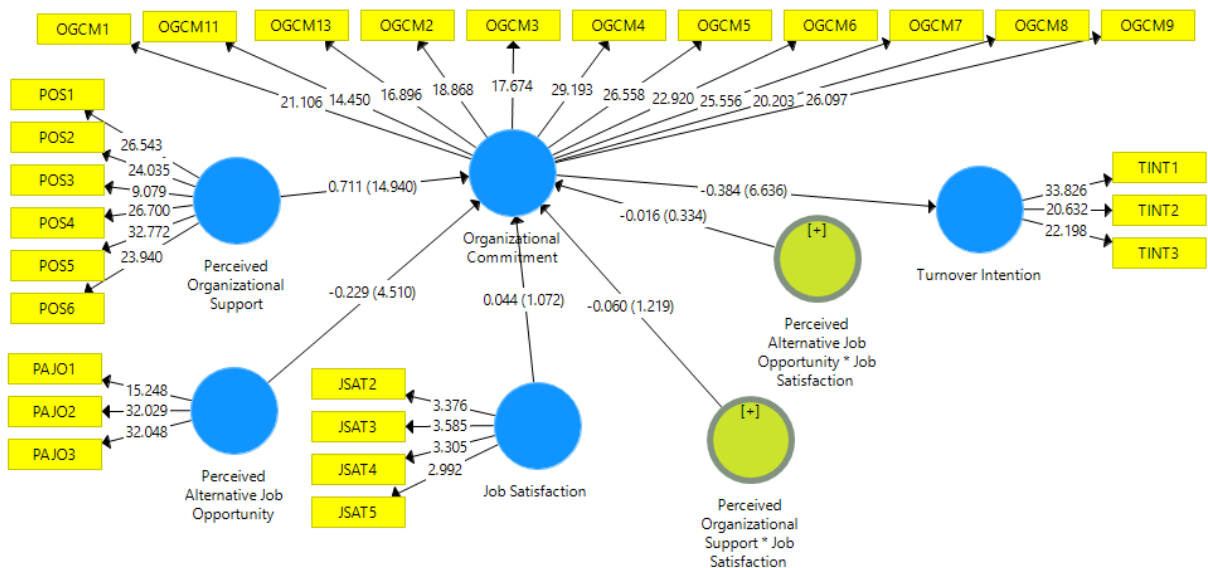 OGCM1
OGCM11
OGCM13
OGCM2
OGCM3
OGCM4
OGCM5
OGCM6
OGCM7
OGCM8
OGCM9
21.106
14.450
16.896
18.868
17.674
29.193
26.558
22.920
25.556
20.203
26.097
POS1
POS2
POS3
POS4
POS5
POS6
26.543
24.035
9.079
26.700
32.772
23.940
Perceived
Organizational
Support
0.711 (14.940)
Organizational
Commitment
-0.384 (6.636)
-0.016 (0.334)
33.826
20.632
22.198
TINT1
TINT2
TINT3
Turnover Intention
[+]
Perceived
Alternative Job
Opportunity * Job
Satisfaction
-0.229 (4.510)
0.044 (1.072)
-0.060 (1.219)
PAJO1
PAJO2
PAJO3
15.248
32.029
32.048
Perceived
Alternative Job
Opportunity
JSAT2
JSAT3
JSAT4
JSAT5
3.376
3.585
3.305
2.992
Job Satisfaction
[+]
Perceived
Organizational
Support * Job
Satisfaction